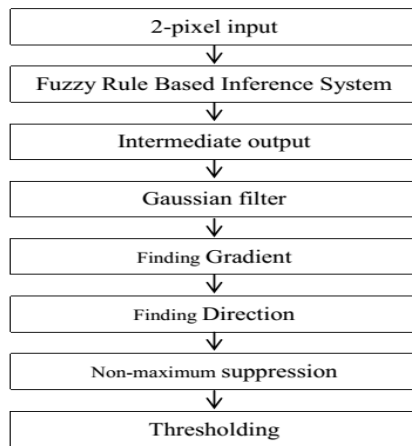 2-pixel input
Fuzzy Rule Based Inference System
Intermediate output
Gaussian filter
Finding Gradient
Finding Direction
Non-maximum suppression
Thresholding